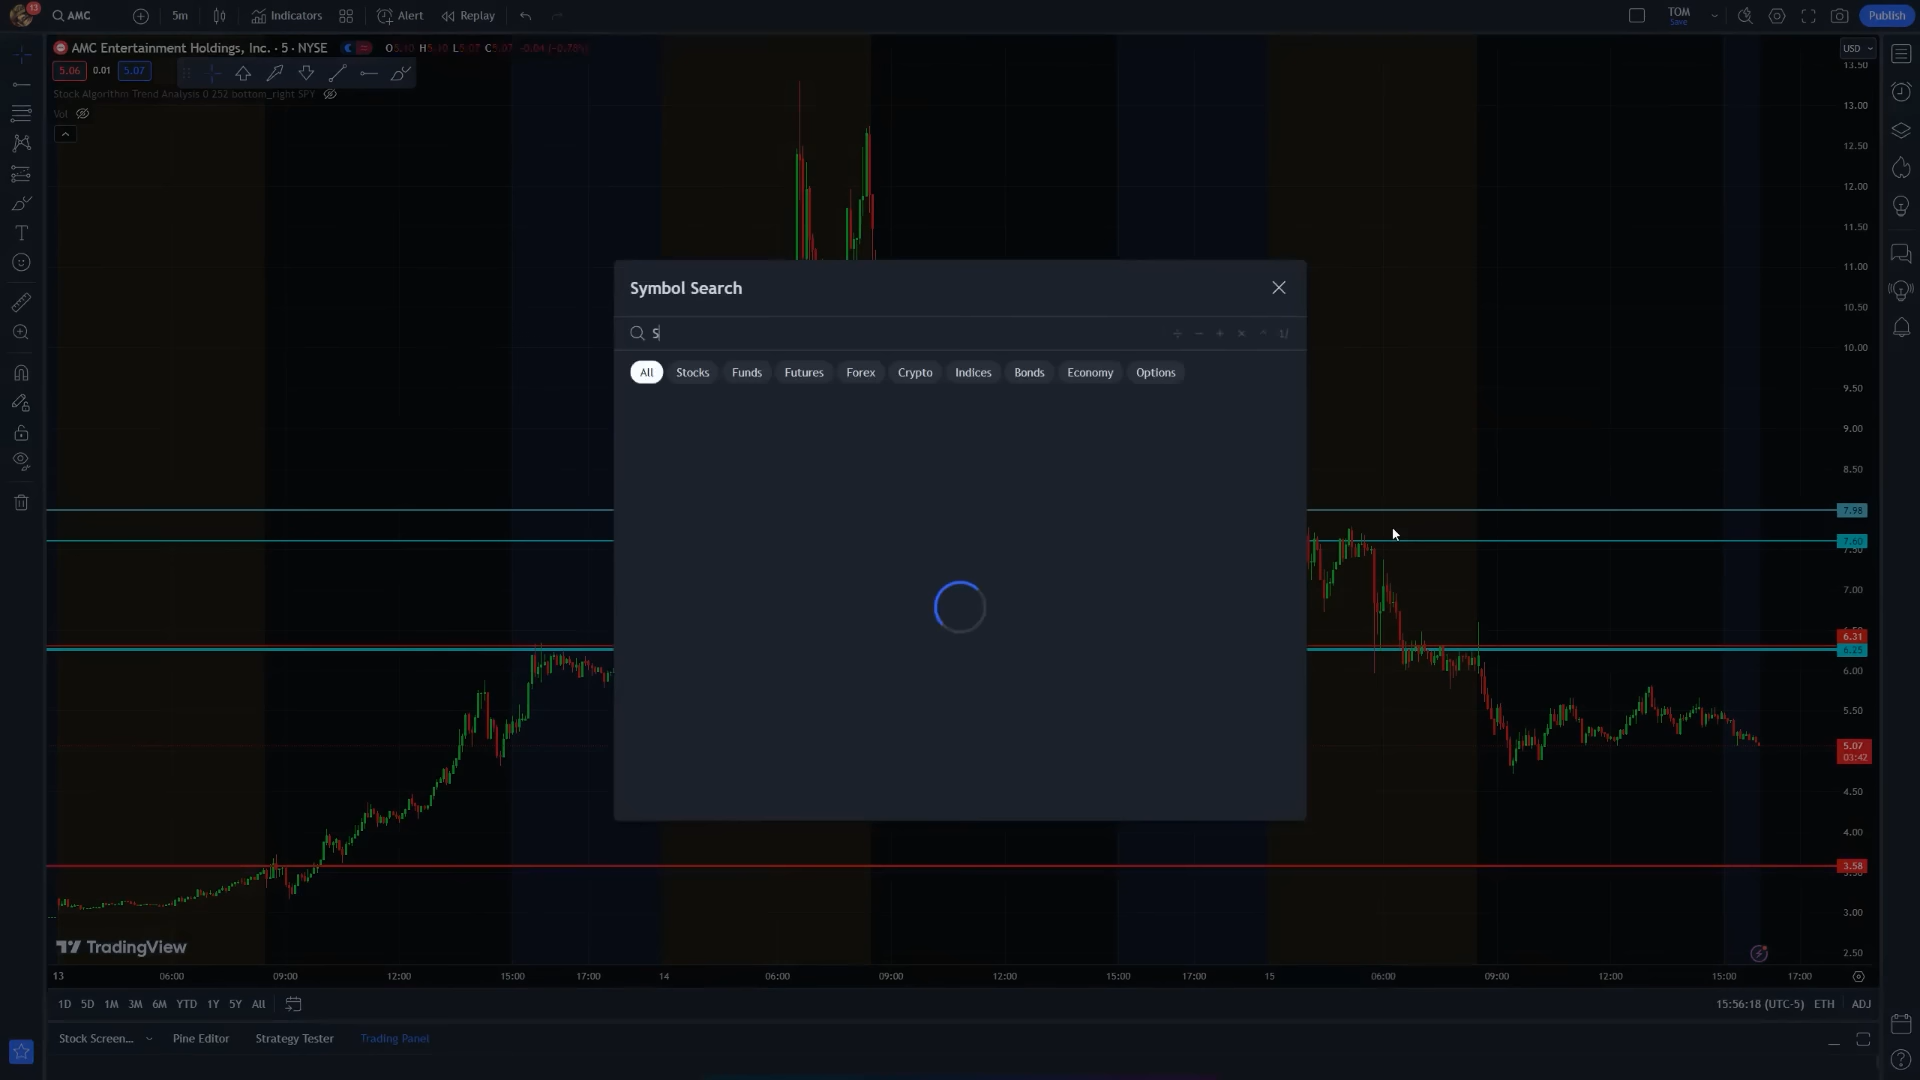 13
AMC
5m
Indicators
Alert
Replay
TOM
Save
Publish
AMC Entertainment Holdings, Inc. · 5 · NYSE
O5.10 H5.10 L5.07 C5.07 -0.04 (-0.78%)
USD
5.06
0.01
5.07
Stock Algorithm Trend Analysis 0 252 bottom_right SPY
Vol
Symbol Search
S
All
Stocks
Funds
Futures
Forex
Crypto
Indices
Bonds
Economy
Options
13.50
13.00
12.50
12.00
11.50
11.00
10.50
10.00
9.50
9.00
8.50
7.98
7.60
7.50
7.00
6.31
6.25
6.00
5.50
5.07
03:42
4.50
4.00
3.58
3.00
2.50
TradingView
13
06:00
09:00
12:00
15:00
17:00
14
06:00
09:00
12:00
15:00
17:00
15
06:00
09:00
12:00
15:00
17:00
1D
5D
1M
3M
6M
YTD
1Y
5Y
All
15:56:18 (UTC-5)
ETH
ADJ
Stock Screen...
Pine Editor
Strategy Tester
Trading Panel